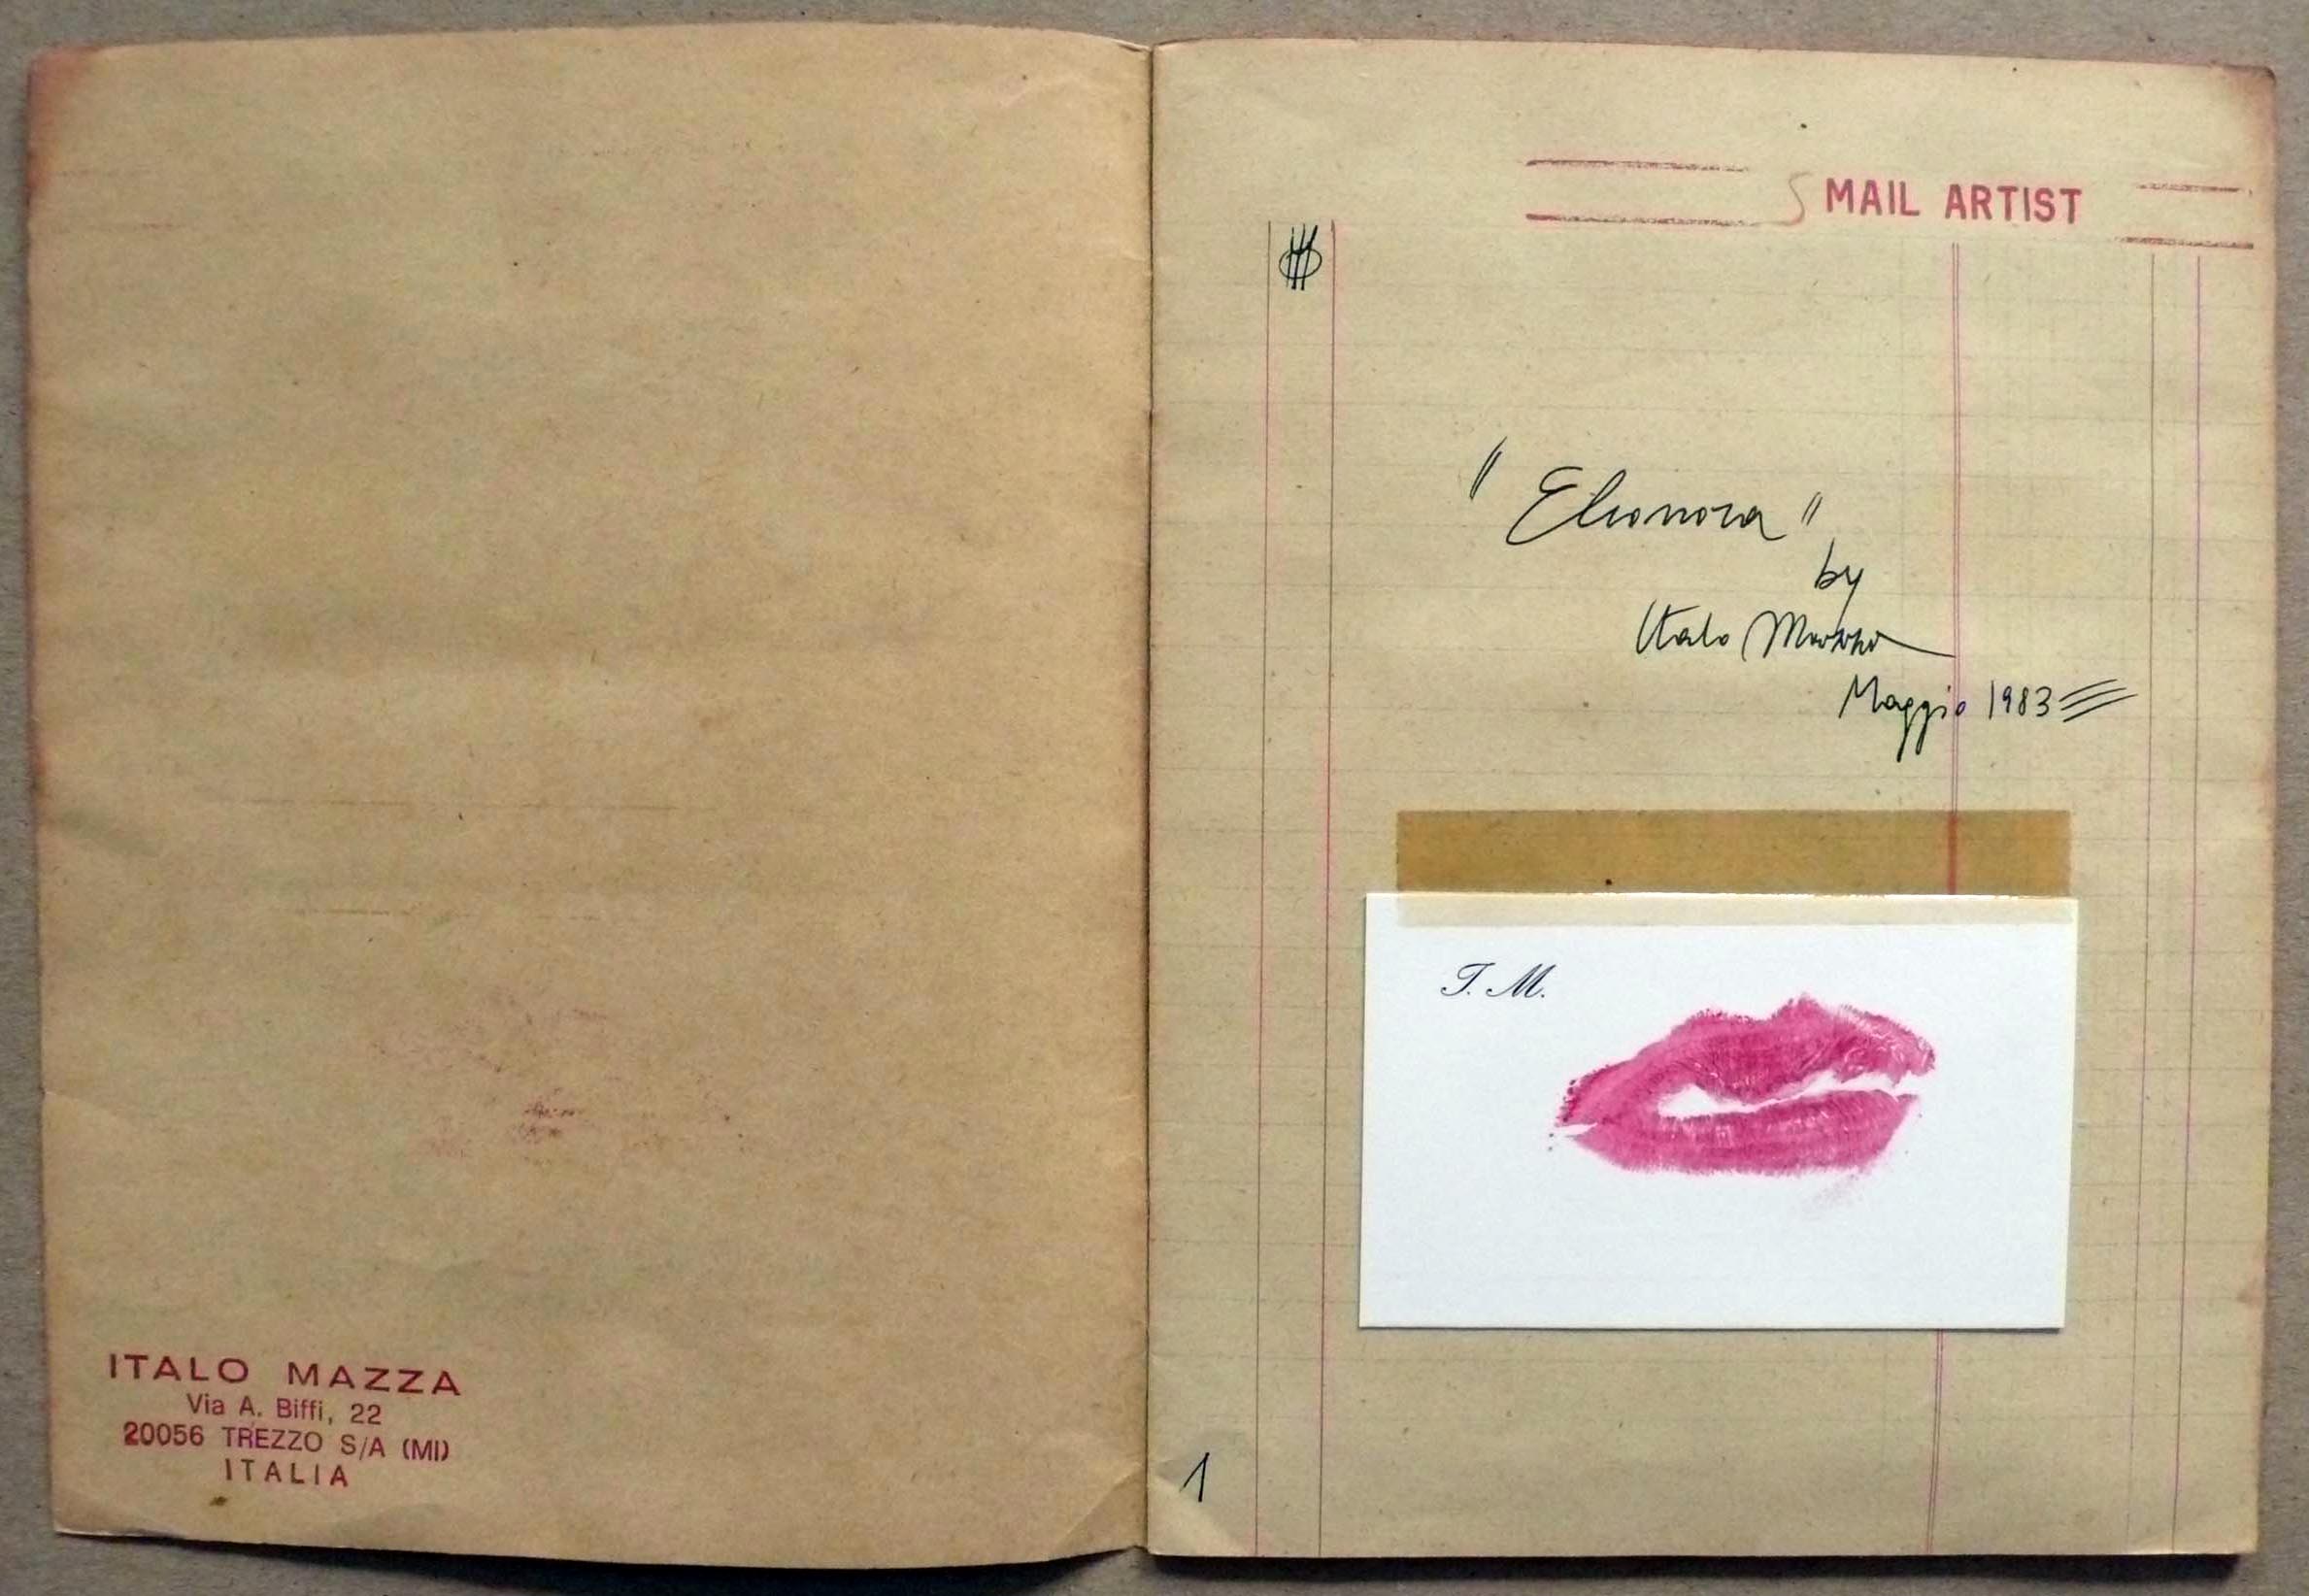 ITALO MAZZA
Via A. Biffi, 22
20056 TREZZO S/A (MI)
ITALIA
MAIL ARTIST
"Eleonora"
by
Italo Mazza
Maggio 1983
I. M.
1